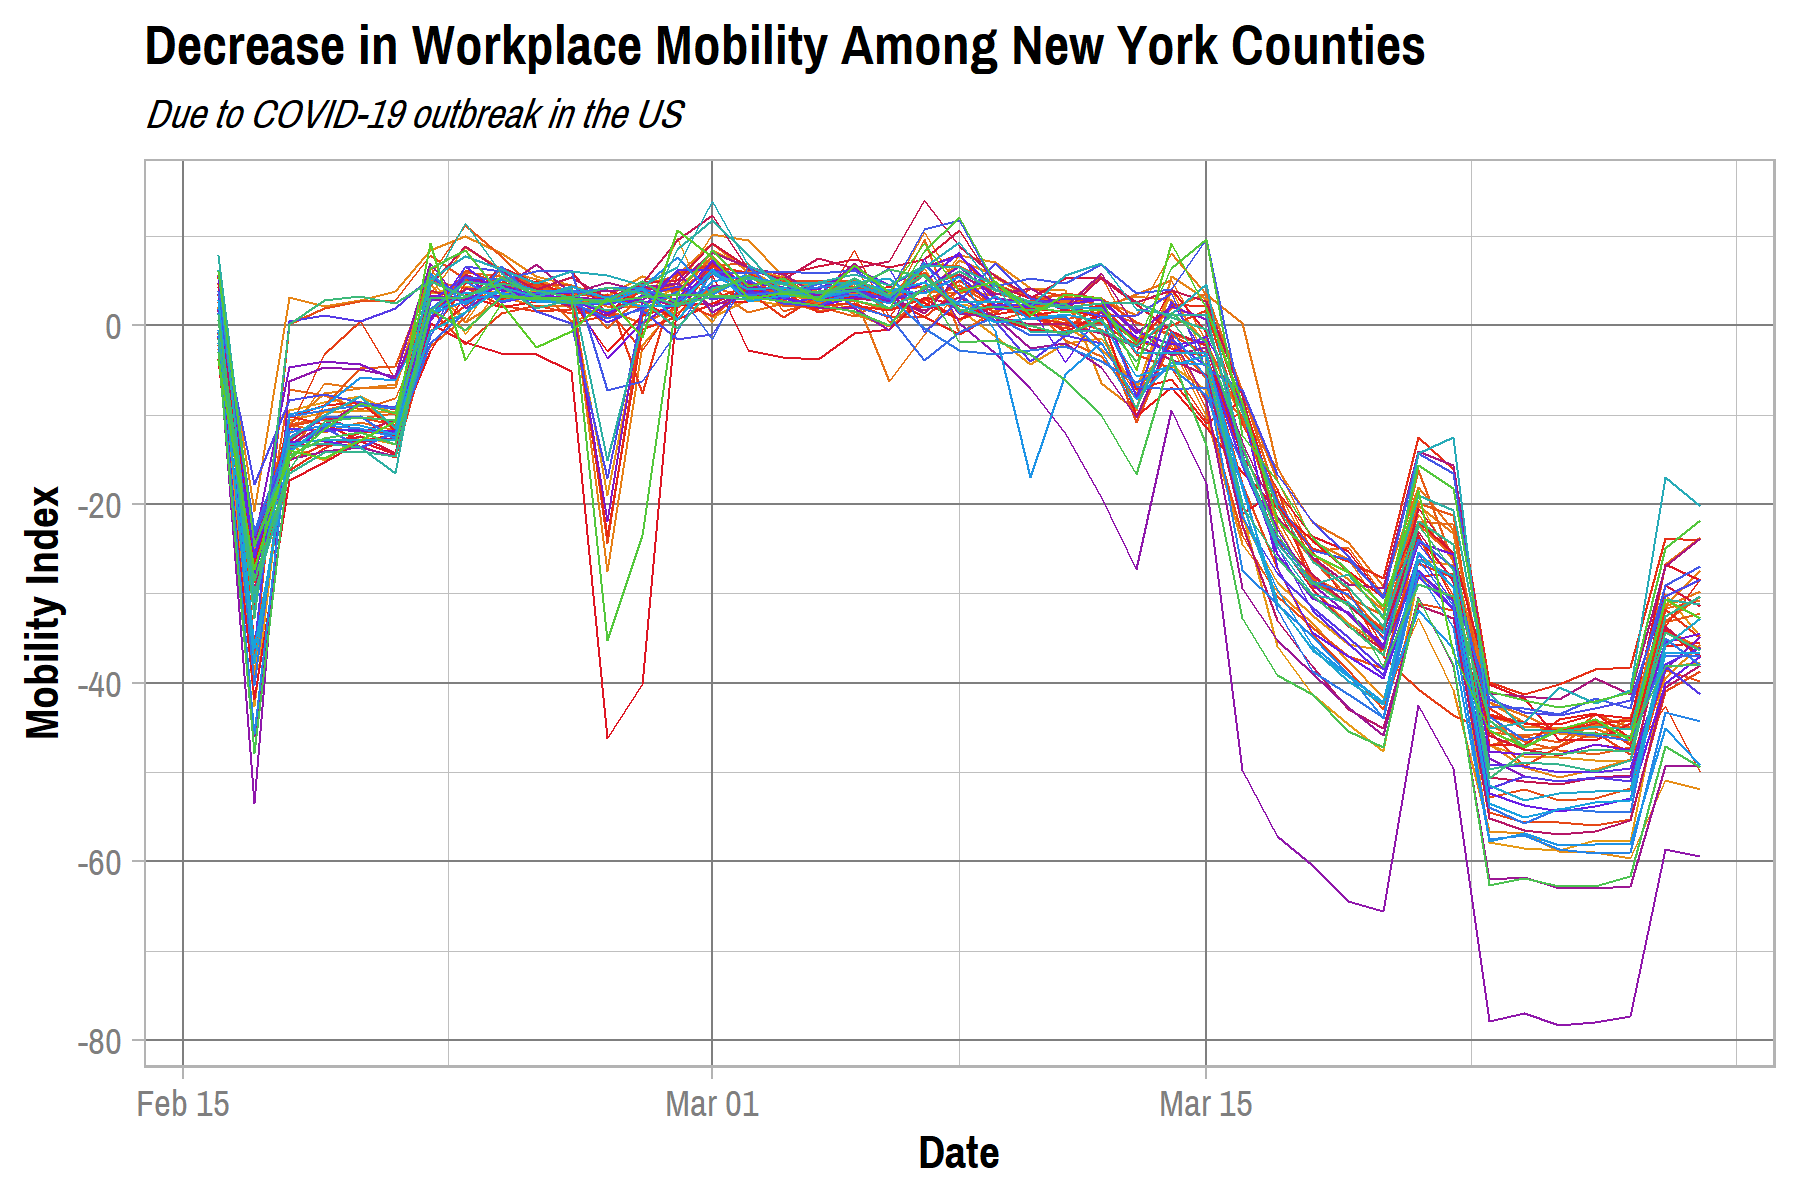 Decrease in Workplace Mobility Among New York Counties
Due to COVID-19 outbreak in the US
Mobility Index
0
-20
-40
-60
-80
Feb 15
Mar 01
Mar 15
Date